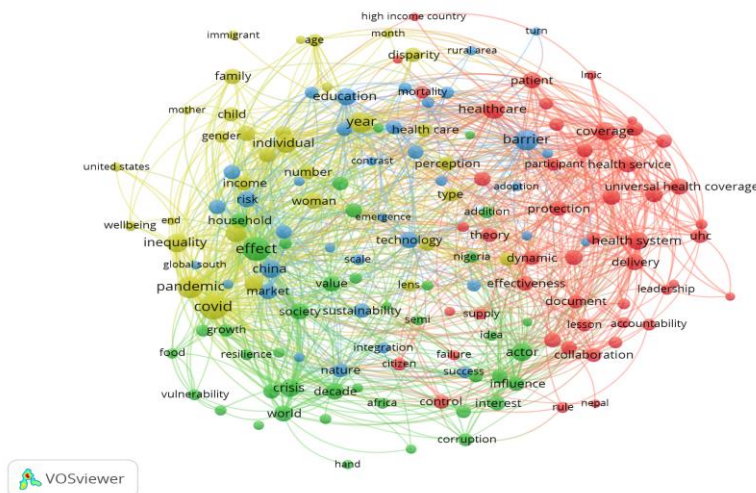 high income country
immigrant
age
month
turn
disparity
rural area
family
patient
lmic
education
mortality
healthcare
mother
child
year
coverage
gender
individual
health care
barrier
contrast
perception
participant
health service
united states
income
number
adoption
universal health coverage
risk
woman
type
protection
wellbeing
end
household
emergence
addition
theory
inequality
effect
technology
health system
uhc
global south
china
scale
nigeria
dynamic
delivery
pandemic
market
value
lens
effectiveness
leadership
covid
society
sustainability
semi
supply
document
growth
idea
lesson
accountability
food
resilience
integration
actor
collaboration
nature
citizen
failure
success
influence
vulnerability
crisis
decade
africa
control
interest
rule
nepal
world
corruption
hand
VOSviewer